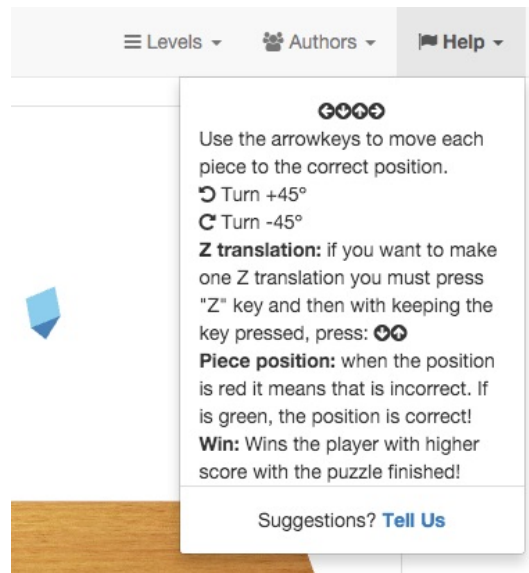 Levels
Authors
Help
Use the arrowkeys to move each
piece to the correct position.
Turn +45°
Turn -45°
Z translation: if you want to make
one Z translation you must press
"Z" key and then with keeping the
key pressed, press:
Piece position: when the position
is red it means that is incorrect. If
is green, the position is correct!
Win: Wins the player with higher
score with the puzzle finished!
Suggestions? Tell Us